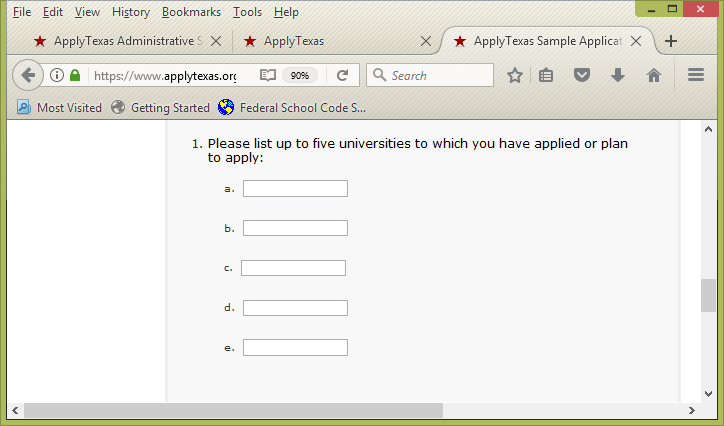 File Edit View History Bookmarks Tools Help
ApplyTexas Administrative S ApplyTexas ApplyTexas Sample Applicat
https://www.applytexas.org 90% Search
Most Visited Getting Started Federal School Code S...
1. Please list up to five universities to which you have applied or plan
to apply:
a.
b.
c.
d.
e.